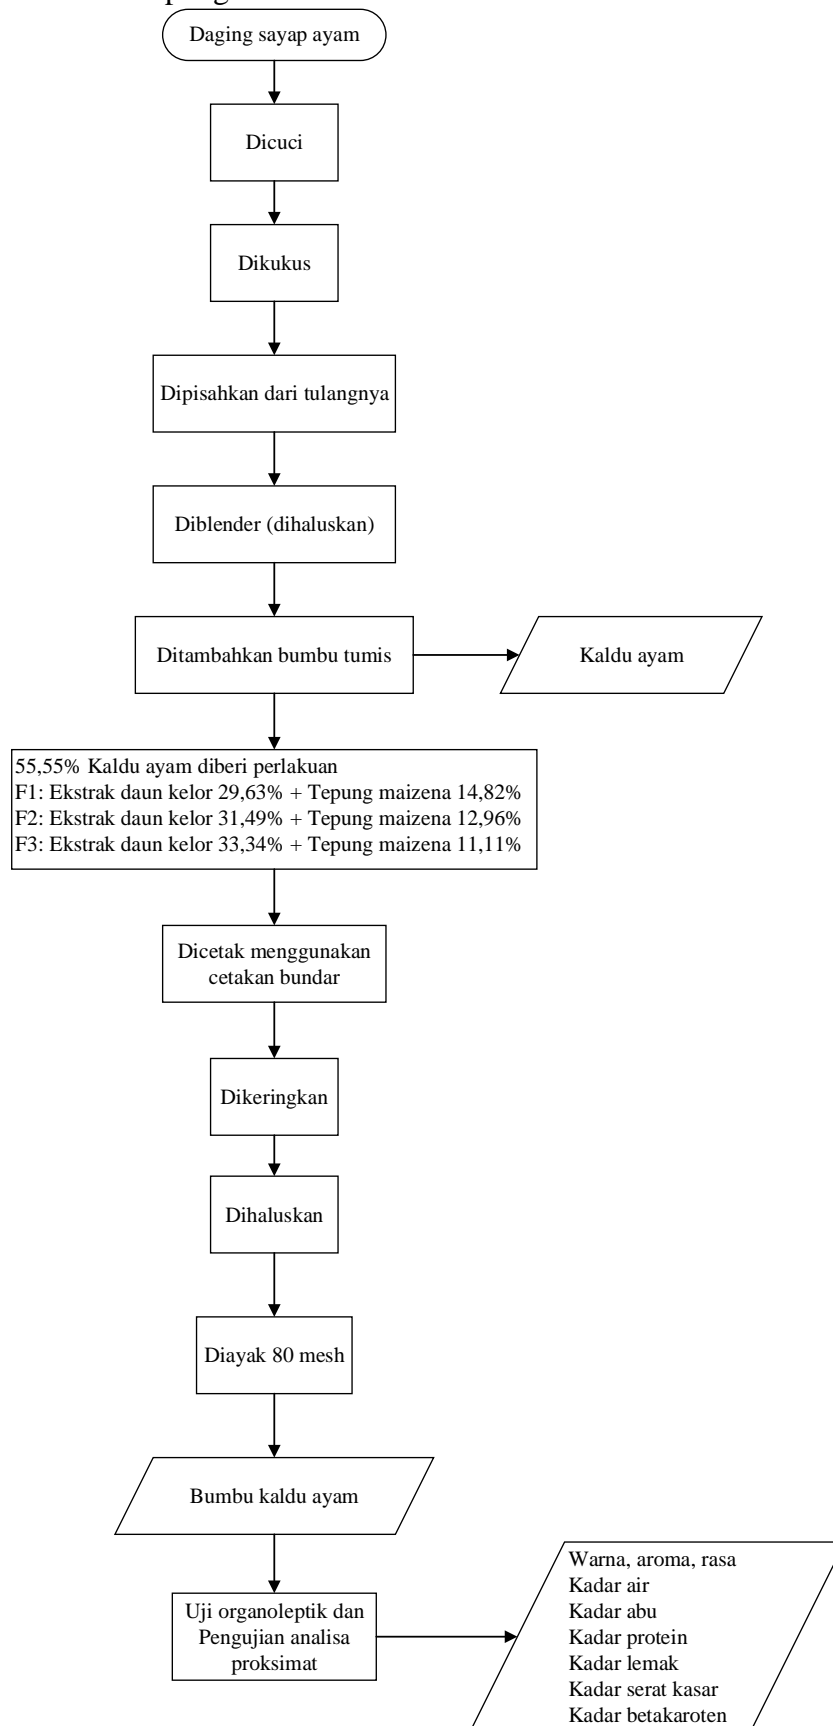 Daging sayap ayam
Dicuci
Dikukus
Dipisahkan dari tulangnya
Diblender (dihaluskan)
Ditambahkan bumbu tumis
Kaldu ayam
55,55% Kaldu ayam diberi perlakuan
F1: Ekstrak daun kelor 29,63% + Tepung maizena 14,82%
F2: Ekstrak daun kelor 31,49% + Tepung maizena 12,96%
F3: Ekstrak daun kelor 33,34% + Tepung maizena 11,11%
Dicetak menggunakan
cetakan bundar
Dikeringkan
Dihaluskan
Diayak 80 mesh
Bumbu kaldu ayam
Uji organoleptik dan
Pengujian analisa
proksimat
Warna, aroma, rasa
Kadar air
Kadar abu
Kadar protein
Kadar lemak
Kadar serat kasar
Kadar betakaroten